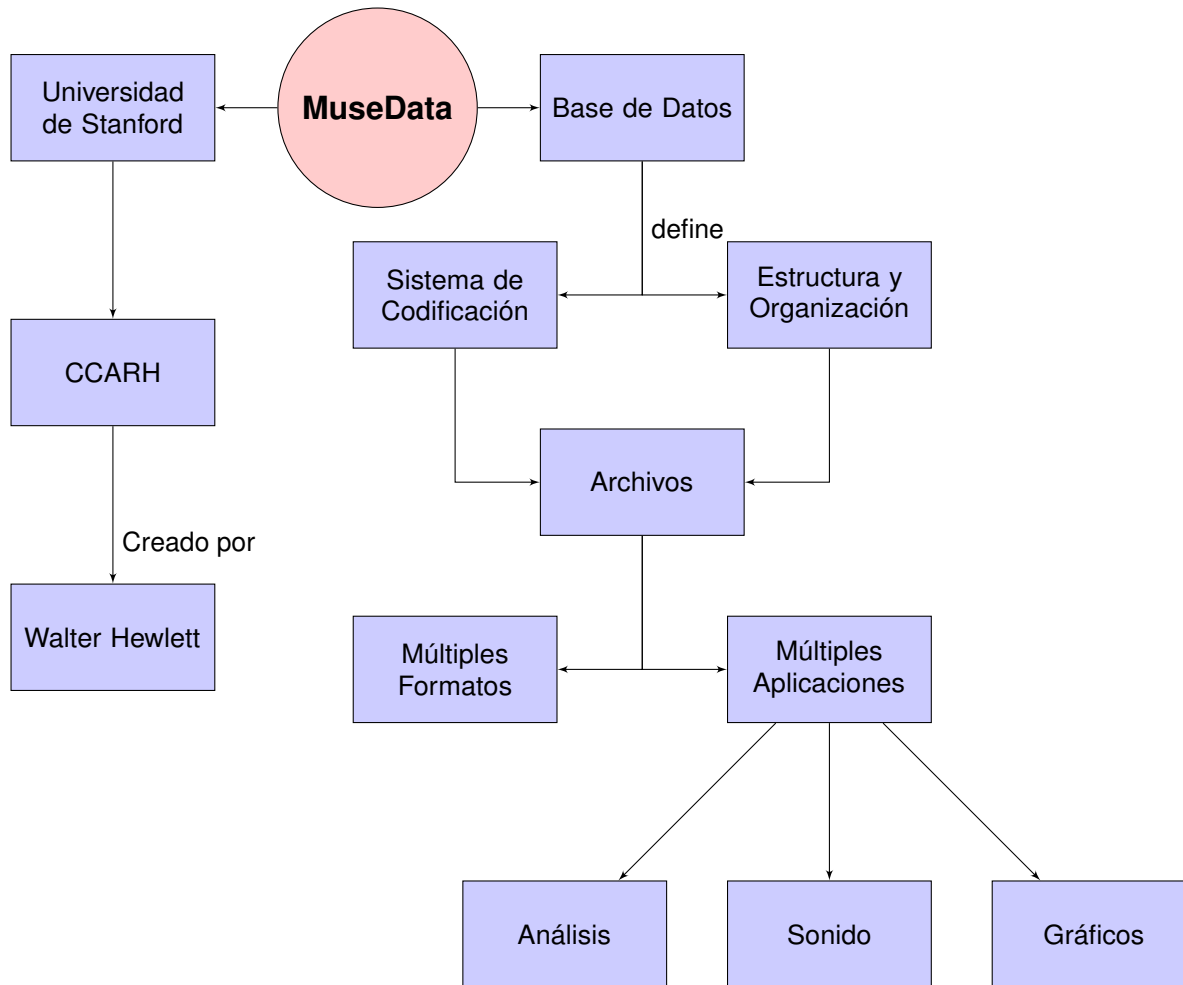 Universidad
de Stanford
MuseData
Base de Datos
define
Sistema de
Codificación
Estructura y
Organización
CCARH
Archivos
Creado por
Walter Hewlett
Múltiples
Formatos
Múltiples
Aplicaciones
Análisis
Sonido
Gráficos